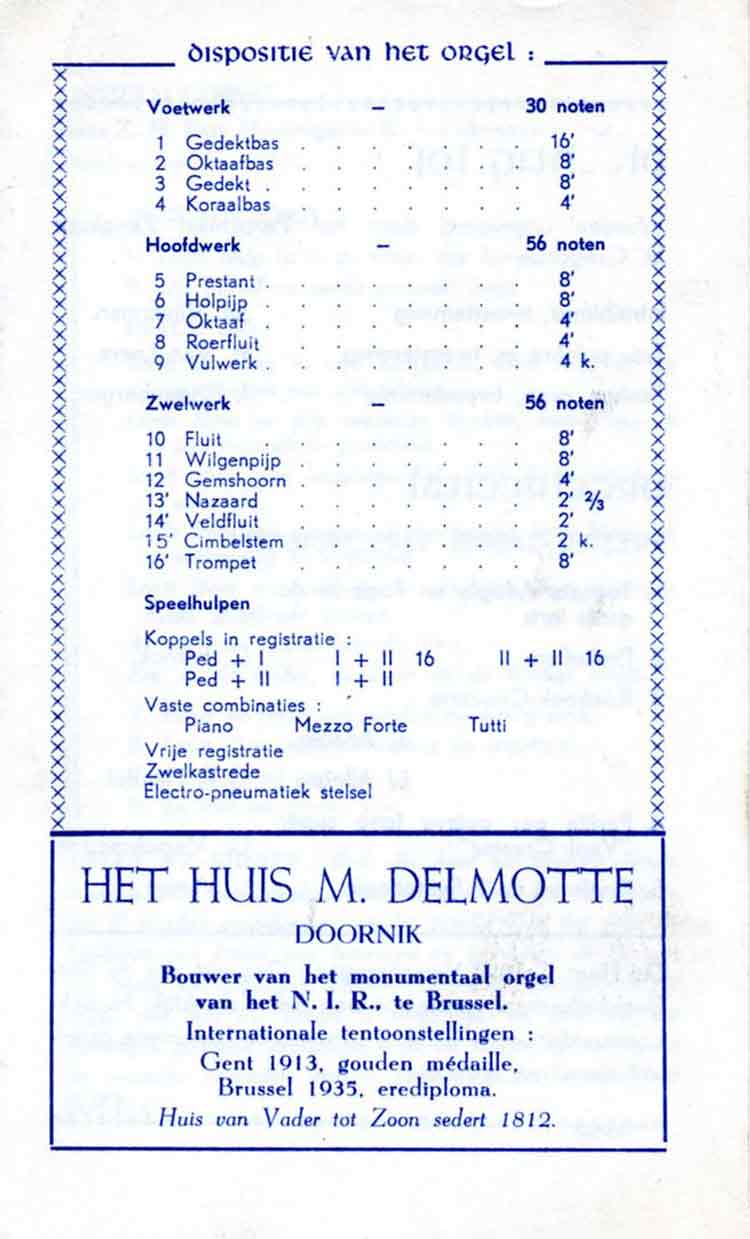 dispositie van het orgel :
Voetwerk – 30 noten
1 Gedektbas . . . . . . . 16'
2 Oktaafbas . . . . . . . 8'
3 Gedekt . . . . . . . . 8'
4 Koraalbas . . . . . . . 4'
Hoofdwerk – 56 noten
5 Prestant . . . . . . . 8'
6 Holpijp . . . . . . . . 8'
7 Oktaaf . . . . . . . . 4'
8 Roerfluit . . . . . . . 4'
9 Vulwerk . . . . . . . . 4 k.
Zwelwerk – 56 noten
10 Fluit . . . . . . . . 8'
11 Wilgenpijp . . . . . . . 8'
12 Gemshoorn . . . . . . . 4'
13' Nazaard . . . . . . . 2' 2/3
14' Veldfluit . . . . . . . 2'
15' Cimbelstem . . . . . . . 2 k.
16' Trompet . . . . . . . 8'
Speelhulpen
Koppels in registratie :
Ped + I I + II 16 II + II 16
Ped + II I + II
Vaste combinaties :
Piano Mezzo Forte Tutti
Vrije registratie
Zwelkastrede
Electro-pneumatiek stelsel
HET HUIS M. DELMOTTE
DOORNIK
Bouwer van het monumentaal orgel
van het N. I. R., te Brussel.
Internationale tentoonstellingen :
Gent 1913, gouden médaille,
Brussel 1935, erediploma.
Huis van Vader tot Zoon sedert 1812.